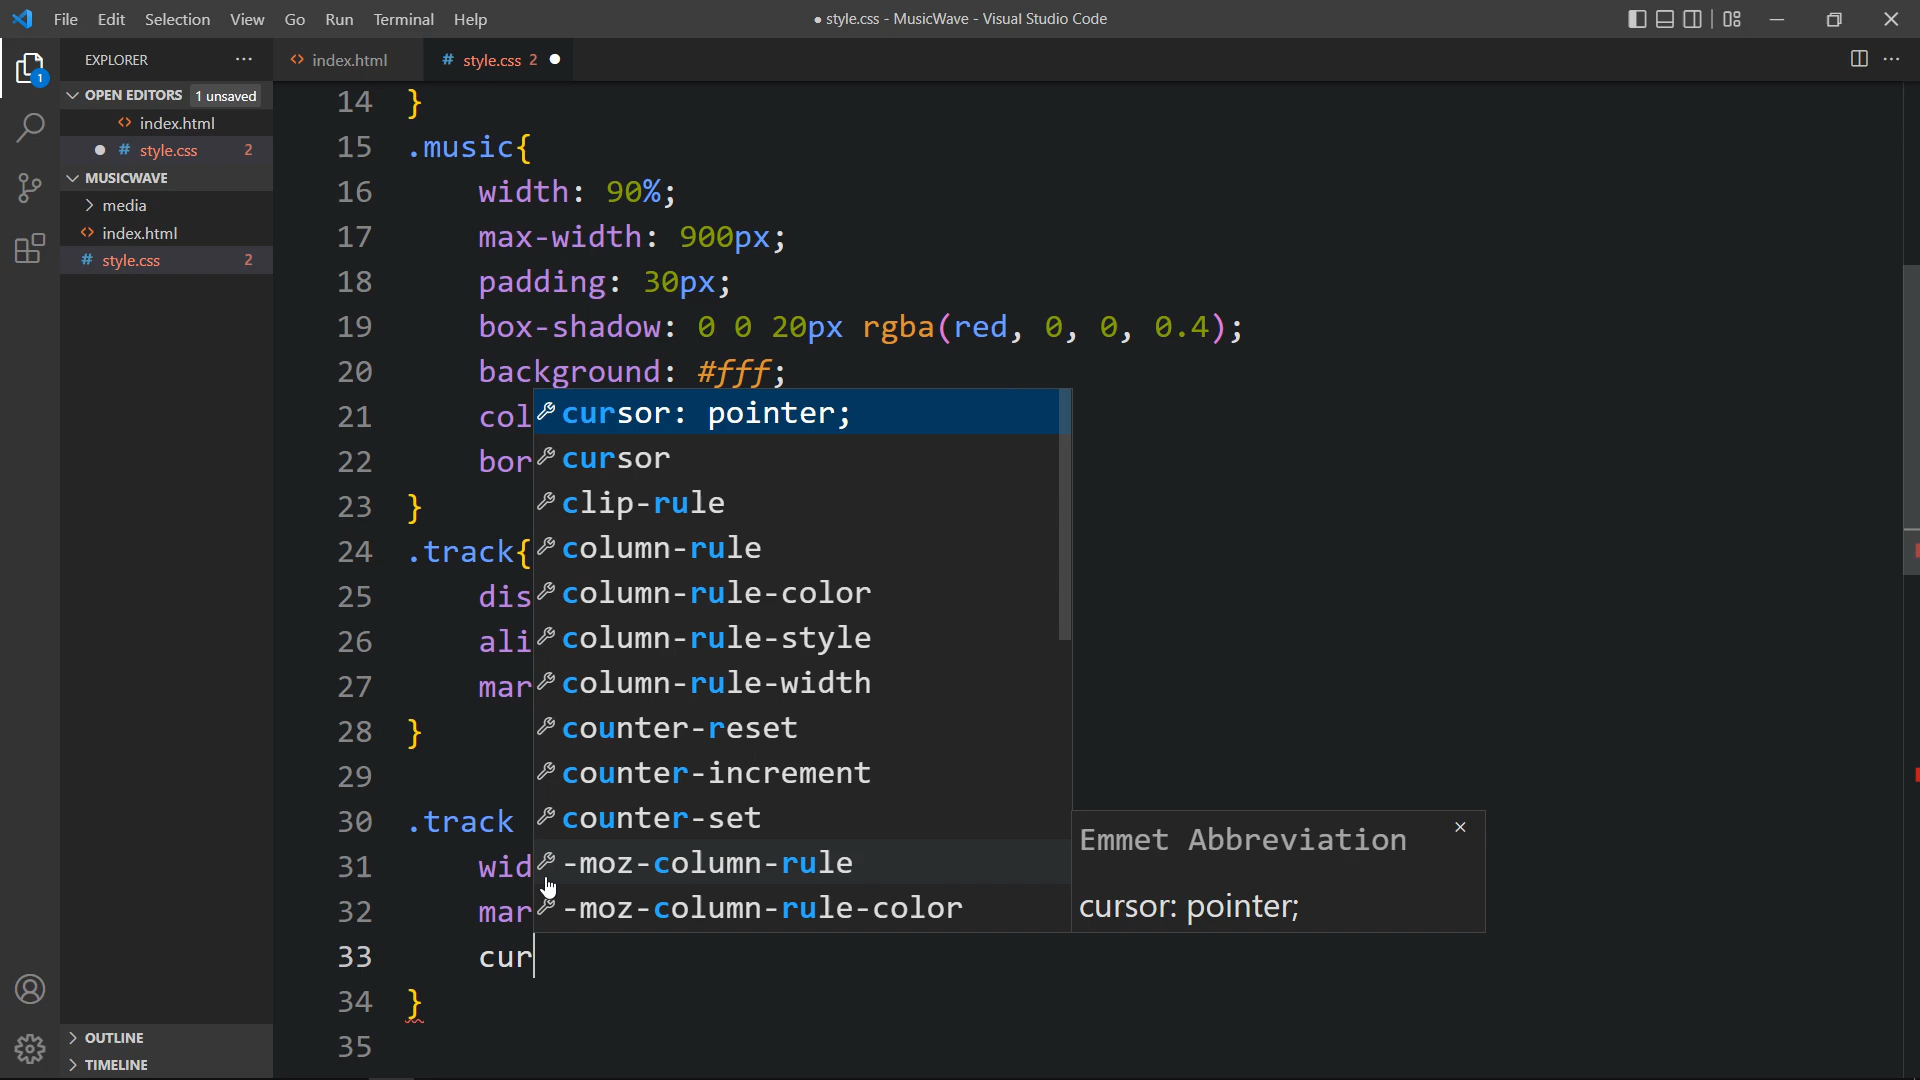 File Edit Selection View Go Run Terminal Help
● style.css - MusicWave - Visual Studio Code
EXPLORER ···
index.html
# style.css 2 ●
1
OPEN EDITORS 1 unsaved
index.html
● # style.css 2
MUSICWAVE
media
index.html
# style.css 2
OUTLINE
TIMELINE
14 }
15 .music{
16 width: 90%;
17 max-width: 900px;
18 padding: 30px;
19 box-shadow: 0 0 20px rgba(red, 0, 0, 0.4);
20 background: #fff;
21 col
22 bor
23 }
24 .track{
25 dis
26 ali
27 mar
28 }
29
30 .track
31 wid
32 mar
33 cur
34 }
35
cursor: pointer;
cursor
clip-rule
column-rule
column-rule-color
column-rule-style
column-rule-width
counter-reset
counter-increment
counter-set
-moz-column-rule
-moz-column-rule-color
Emmet Abbreviation
cursor: pointer;